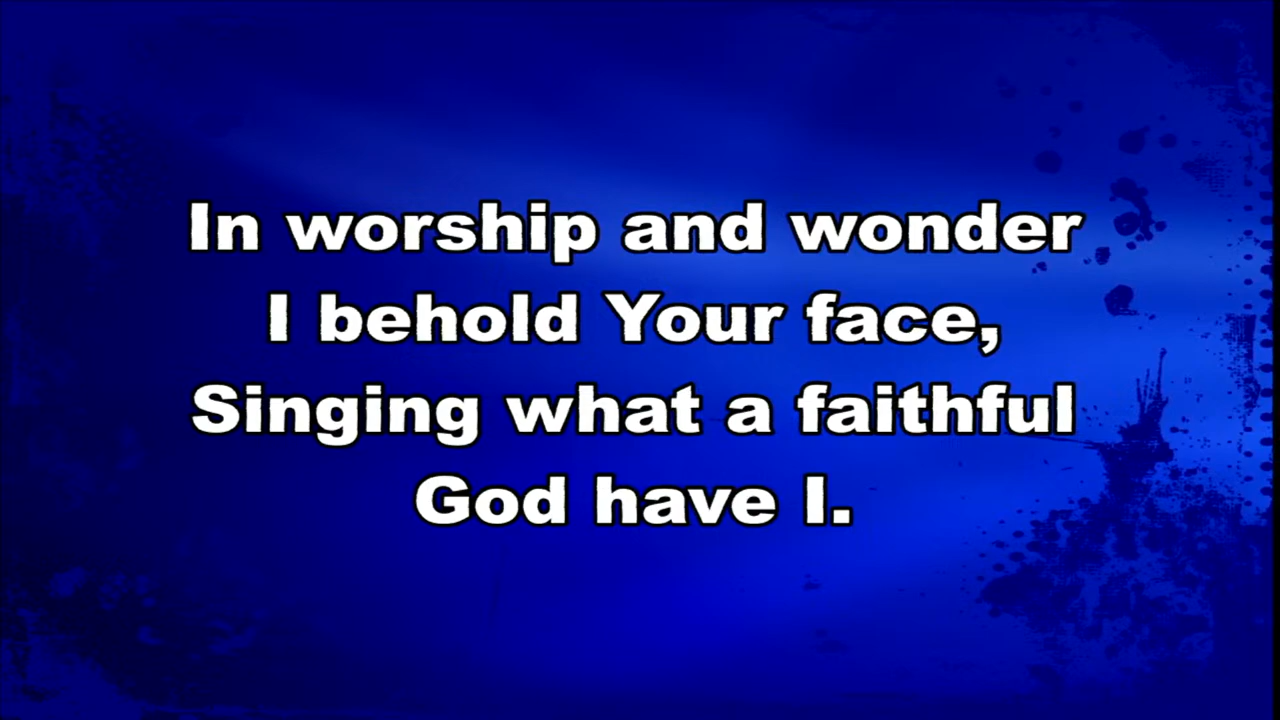 In worship and wonder
I behold Your face,
Singing what a faithful
God have I.